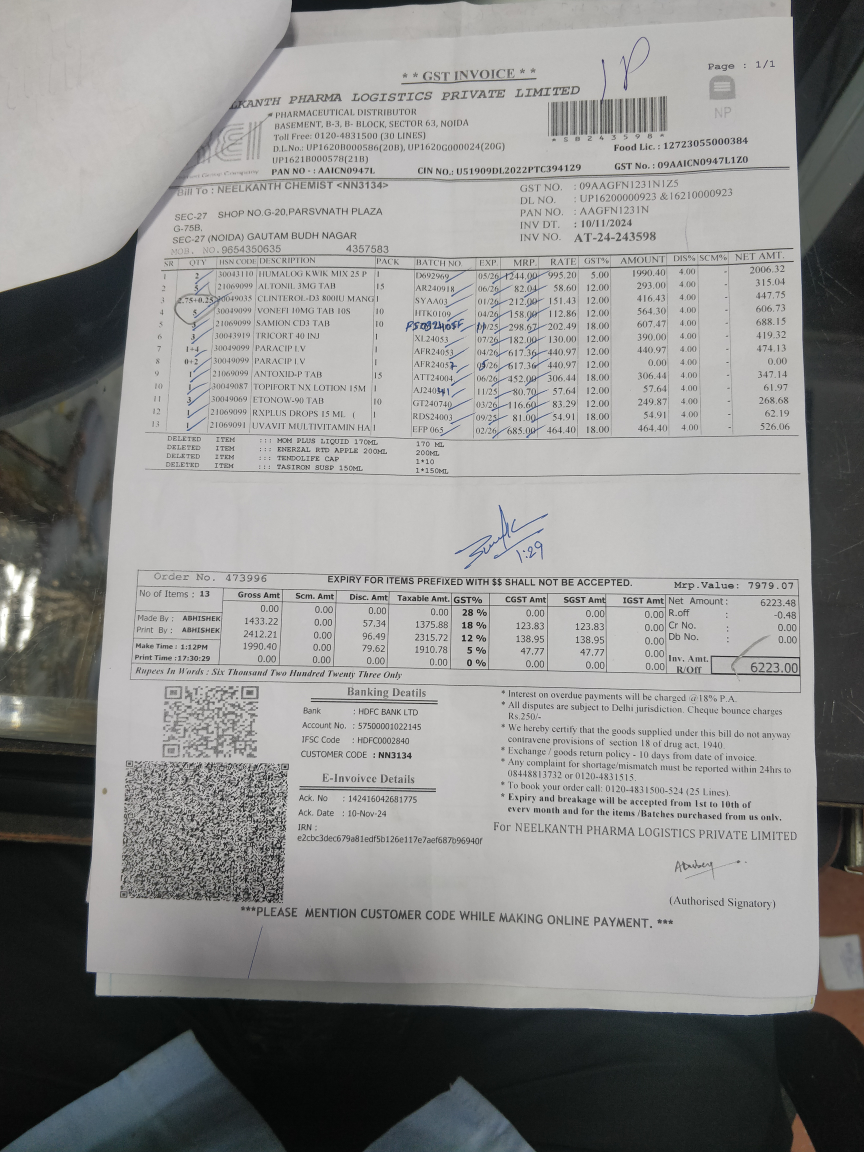 ** GST INVOICE **
Page : 1/1
KANTH PHARMA LOGISTICS PRIVATE LIMITED
NP
PHARMACEUTICAL DISTRIBUTOR
BASEMENT, B-3, B- BLOCK, SECTOR 63, NOIDA
Toll Free: 0120-4831500 (30 LINES)
D.L.No.: UP1620B000586(20B), UP1620G000024(20G)
UP1621B000578(21B)
*S0243598*
Food Lic. : 12723055000384
PAN NO - : AAICN0947L CIN NO.: U51909DL2022PTC394129 GST No. : 09AAICN0947L1Z0
Bill To : NEELKANTH CHEMIST <NN3134>
SEC-27 SHOP NO.G-20,PARSVNATH PLAZA
G-75B,
SEC-27 (NOIDA) GAUTAM BUDH NAGAR
MOB. NO.9654350635 4357583
GST NO. : 09AAGFN1231N1Z5
DL NO. : UP16200000923 &16210000923
PAN NO. : AAGFN1231N
INV DT. : 10/11/2024
INV NO. AT-24-243598
SR QTY HSN CODE DESCRIPTION PACK BATCH NO. EXP. MRP. RATE GST% AMOUNT DIS% SCM% NET AMT.
1 2 30043110 HUMALOG KWIK MIX 25 P 1 D692969 05/26 1244.00 995.20 5.00 1990.40 4.00 - 2006.32
2 5 21069099 ALTONIL 3MG TAB 15 AR240918 06/26 82.04 58.60 12.00 293.00 4.00 - 315.04
3 2.75+0.25 30049035 CLINTEROL-D3 800IU MANG 1 SYAA03 01/26 212.00 151.43 12.00 416.43 4.00 - 447.75
4 5 30049099 VONEFI 10MG TAB 10S 10 HTK0109 04/26 158.00 112.86 12.00 564.30 4.00 - 606.73
5 3 21069099 SAMION CD3 TAB 10 /25 298.67 202.49 18.00 607.47 4.00 - 688.15
6 3 30043919 TRICORT 40 INJ 1 XL24053 07/26 182.00 130.00 12.00 390.00 4.00 - 419.32
7 1+4 30049099 PARACIP I.V 1 AFR24053 04/26 617.36 440.97 12.00 440.97 4.00 - 474.13
8 0+2 30049099 PARACIP I.V 1 /26 617.36 440.97 12.00 0.00 4.00 - 0.00
9 1 21069099 ANTOXID-P TAB 15 ATT24004 06/26 452.00 306.44 18.00 306.44 4.00 - 347.14
10 1 30049087 TOPIFORT NX LOTION 15M 1 11/25 80.70 57.64 12.00 57.64 4.00 - 61.97
11 3 30049069 ETONOW-90 TAB 10 GT240740 03/26 116.60 83.29 12.00 249.87 4.00 - 268.68
12 1 21069099 RXPLUS DROPS 15 ML ( 1 RDS24003 09/25 81.00 54.91 18.00 54.91 4.00 - 62.19
13 1 21069091 UVAVIT MULTIVITAMIN HA 1 EFP 065 02/26 685.00 464.40 18.00 464.40 4.00 - 526.06
DELETED ITEM ::: MOM PLUS LIQUID 170ML 170 ML
DELETED ITEM ::: ENERZAL RTD APPLE 200ML 200ML
DELETED ITEM ::: TENDOLIFE CAP 1*10
DELETED ITEM ::: TASIRON SUSP 150ML 1*150ML
1:29
Order No. 473996 EXPIRY FOR ITEMS PREFIXED WITH $$ SHALL NOT BE ACCEPTED. Mrp.Value: 7979.07
No of Items : 13 Gross Amt Scm. Amt Disc. Amt Taxable. Amt GST% CGST Amt SGST Amt IGST Amt Net Amount : 6223.48
0.00 0.00 0.00 0.00 28 % 0.00 0.00 0.00 R.off : -0.48
Made By : ABHISHEK 1433.22 0.00 57.34 1375.88 18 % 123.83 123.83 0.00 Cr No. : 0.00
Print By : ABHISHEK 2412.21 0.00 96.49 2315.72 12 % 138.95 138.95 0.00 Db No. : 0.00
Make Time : 1:12PM 1990.40 0.00 79.62 1910.78 5 % 47.77 47.77 0.00 Inv. Amt.
Print Time :17:30:29 0.00 0.00 0.00 0.00 0 % 0.00 0.00 0.00 R/Off 6223.00
Rupees In Words : Six Thousand Two Hundred Twenty Three Only
Banking Deatils
Bank : HDFC BANK LTD
Account No. : 57500001022145
IFSC Code : HDFC0002840
CUSTOMER CODE : NN3134
E-Invoivce Details
Ack. No : 142416042681775
Ack. Date : 10-Nov-24
IRN :
e2cbc3dec679a81edf5b126e117e7aef687b96940f
* Interest on overdue payments will be charged @18% P.A.
* All disputes are subject to Delhi jurisdiction. Cheque bounce charges
Rs.250/-
* We hereby certify that the goods supplied under this bill do not anyway
contravene provisions of section 18 of drug act. 1940.
* Exchange / goods return policy - 10 days from date of invoice.
* Any complaint for shortage/mismatch must be reported within 24hrs to
08448813732 or 0120-4831515.
* To book your order call: 0120-4831500-524 (25 Lines).
* Expiry and breakage will be accepted from 1st to 10th of
every month and for the items /Batches purchased from us only.
For NEELKANTH PHARMA LOGISTICS PRIVATE LIMITED
(Authorised Signatory)
***PLEASE MENTION CUSTOMER CODE WHILE MAKING ONLINE PAYMENT. ***